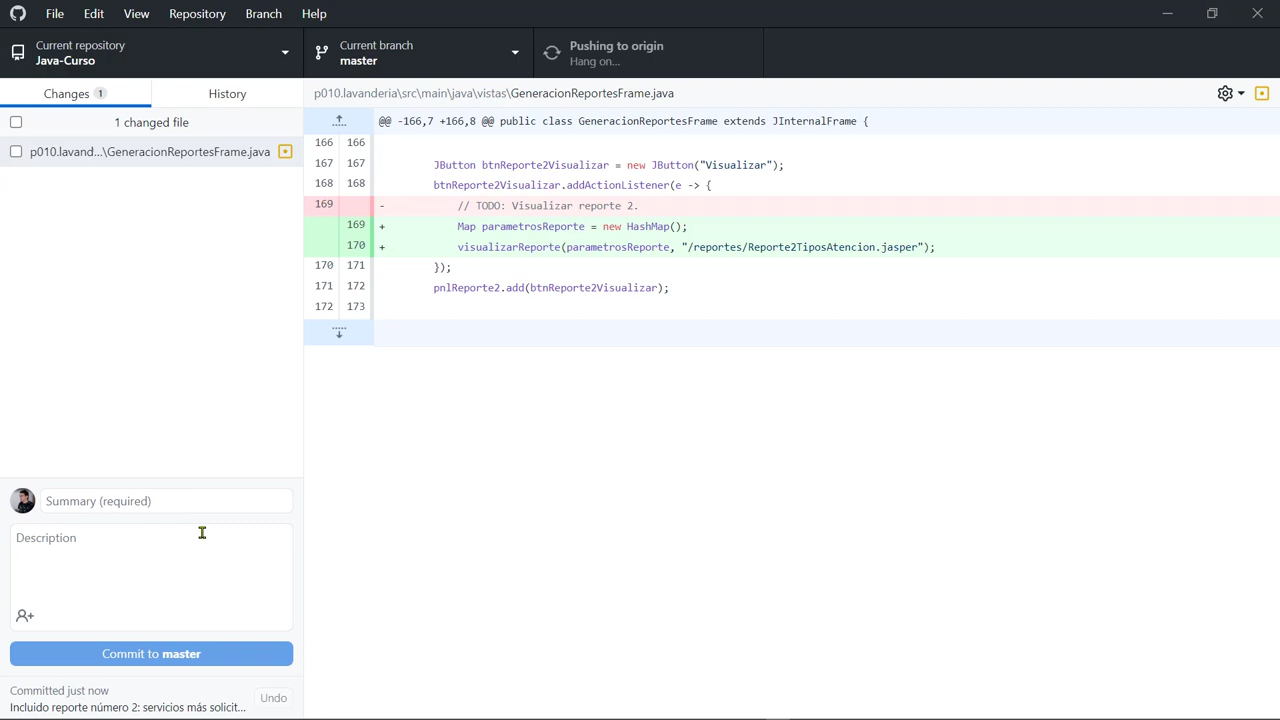 File Edit View Repository Branch Help
Current repository
Java-Curso
Current branch
master
Pushing to origin
Hang on...
Changes 1
History
p010.lavanderia\src\main\java\vistas\GeneracionReportesFrame.java
1 changed file
p010.lavand...\GeneracionReportesFrame.java
@@ -166,7 +166,8 @@ public class GeneracionReportesFrame extends JInternalFrame {
166 166
167 167 JButton btnReporte2Visualizar = new JButton("Visualizar");
168 168 btnReporte2Visualizar.addActionListener(e -> {
169 - // TODO: Visualizar reporte 2.
169 + Map parametrosReporte = new HashMap();
170 + visualizarReporte(parametrosReporte, "/reportes/Reporte2TiposAtencion.jasper");
170 171 });
171 172 pnlReporte2.add(btnReporte2Visualizar);
172 173
Summary (required)
Description
Commit to master
Committed just now
Incluido reporte número 2: servicios más solicit...
Undo